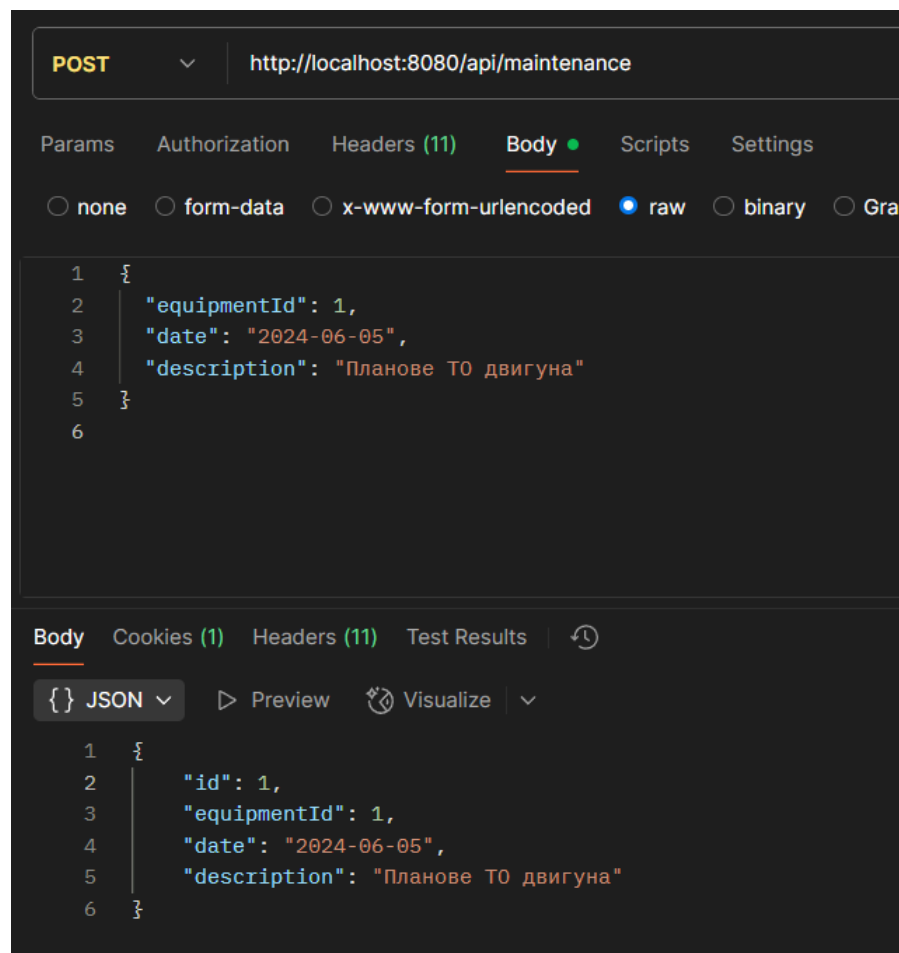 POST http://localhost:8080/api/maintenance
Params Authorization Headers (11) Body Scripts Settings
none form-data x-www-form-urlencoded raw binary Gra
1 {
2 "equipmentId": 1,
3 "date": "2024-06-05",
4 "description": "Планове ТО двигуна"
5 }
6
Body Cookies (1) Headers (11) Test Results
{} JSON Preview Visualize
1 {
2 "id": 1,
3 "equipmentId": 1,
4 "date": "2024-06-05",
5 "description": "Планове ТО двигуна"
6 }